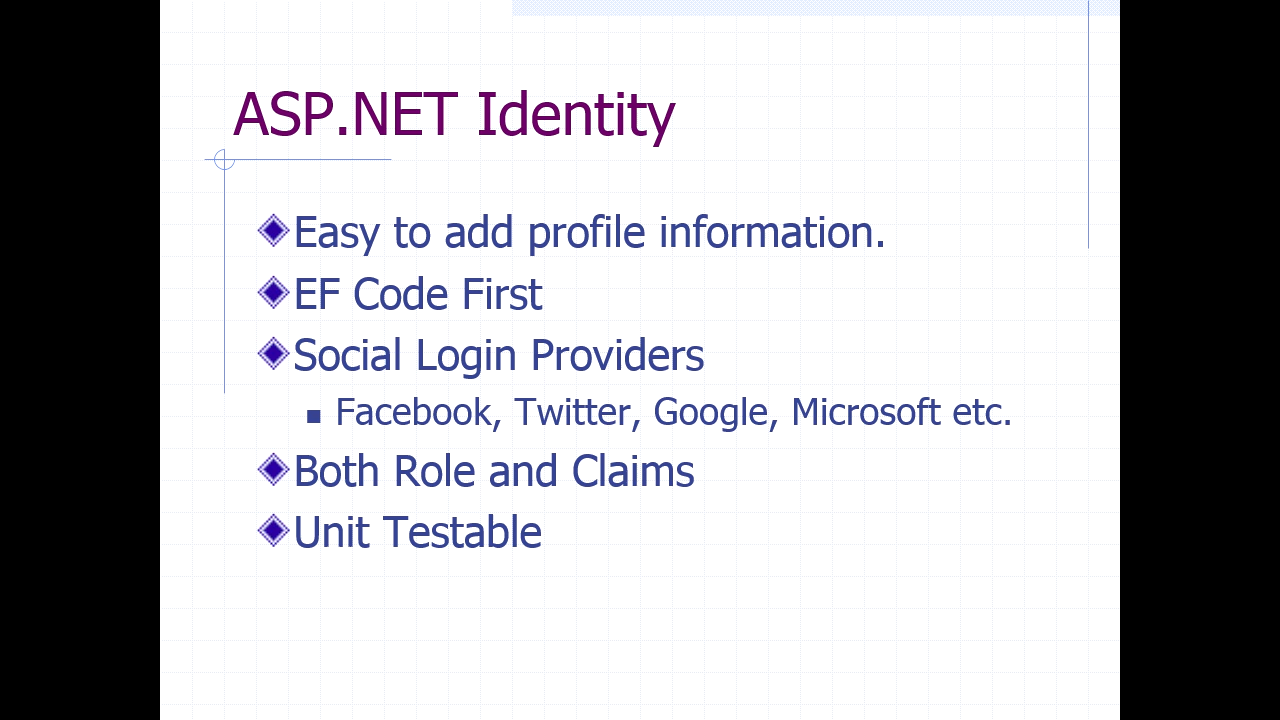 ASP.NET Identity
Easy to add profile information.
EF Code First
Social Login Providers
Facebook, Twitter, Google, Microsoft etc.
Both Role and Claims
Unit Testable